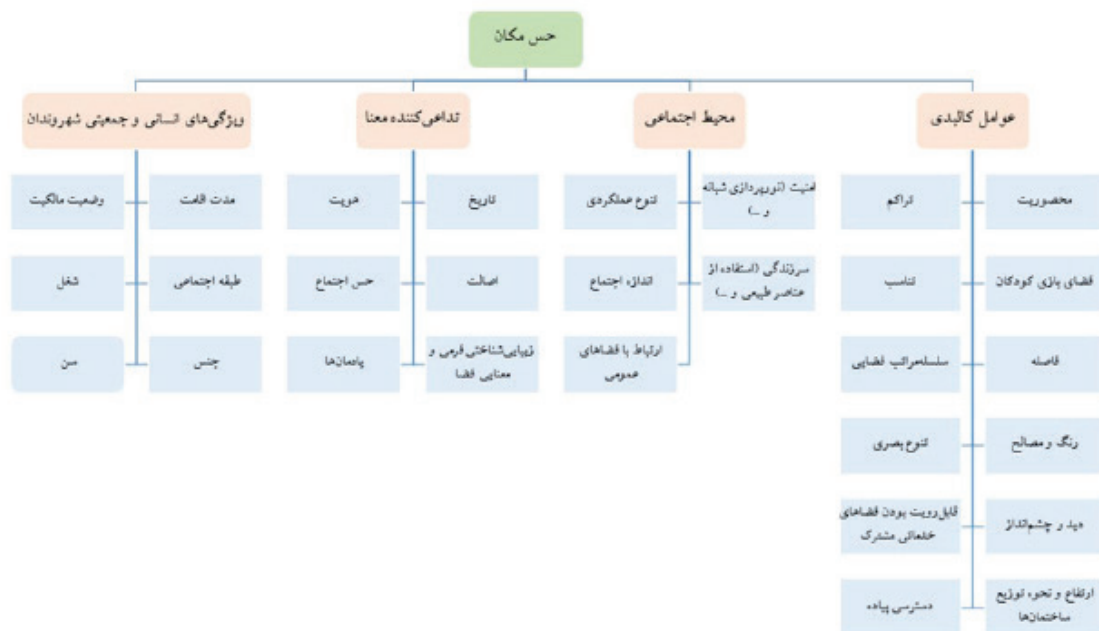 حس مکان
عوامل کالبدی
محیط اجتماعی
تداعی‌کننده معنا
ویژگی‌های انسانی و جمعیتی شهروندان
محصوریت
تراکم
فضای بازی کودکان
تناسب
فاصله
سلسله‌مراتب فضایی
رنگ و مصالح
تنوع بصری
دید و چشم‌انداز
قابل‌رویت بودن فضاهای
خدماتی مشترک
ارتفاع و نحوه توزیع
ساختمان‌ها
دسترسی پیاده
امنیت (نورپردازی شبانه
و ...)
تنوع عملکردی
سرزندگی (استفاده از
عناصر طبیعی و ...)
اندازه اجتماع
ارتباط با فضاهای
عمومی
تاریخ
هویت
اصالت
حس اجتماع
زیبایی‌شناختی فرمی و
معنایی فضا
یادمان‌ها
مدت اقامت
وضعیت مالکیت
طبقه اجتماعی
شغل
جنس
سن